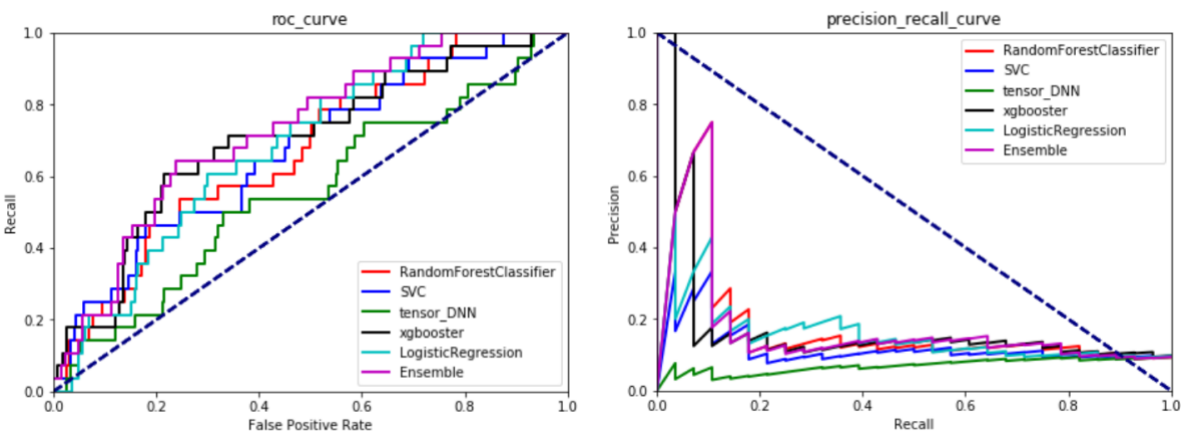 roc_curve
1.0
0.8
0.6
0.4
0.2
0.0
Recall
RandomForestClassifier
SVC
tensor_DNN
xgbooster
LogisticRegression
Ensemble
0.0 0.2 0.4 0.6 0.8 1.0
False Positive Rate
precision_recall_curve
1.0
0.8
0.6
0.4
0.2
0.0
Precision
RandomForestClassifier
SVC
tensor_DNN
xgbooster
LogisticRegression
Ensemble
0.0 0.2 0.4 0.6 0.8 1.0
Recall